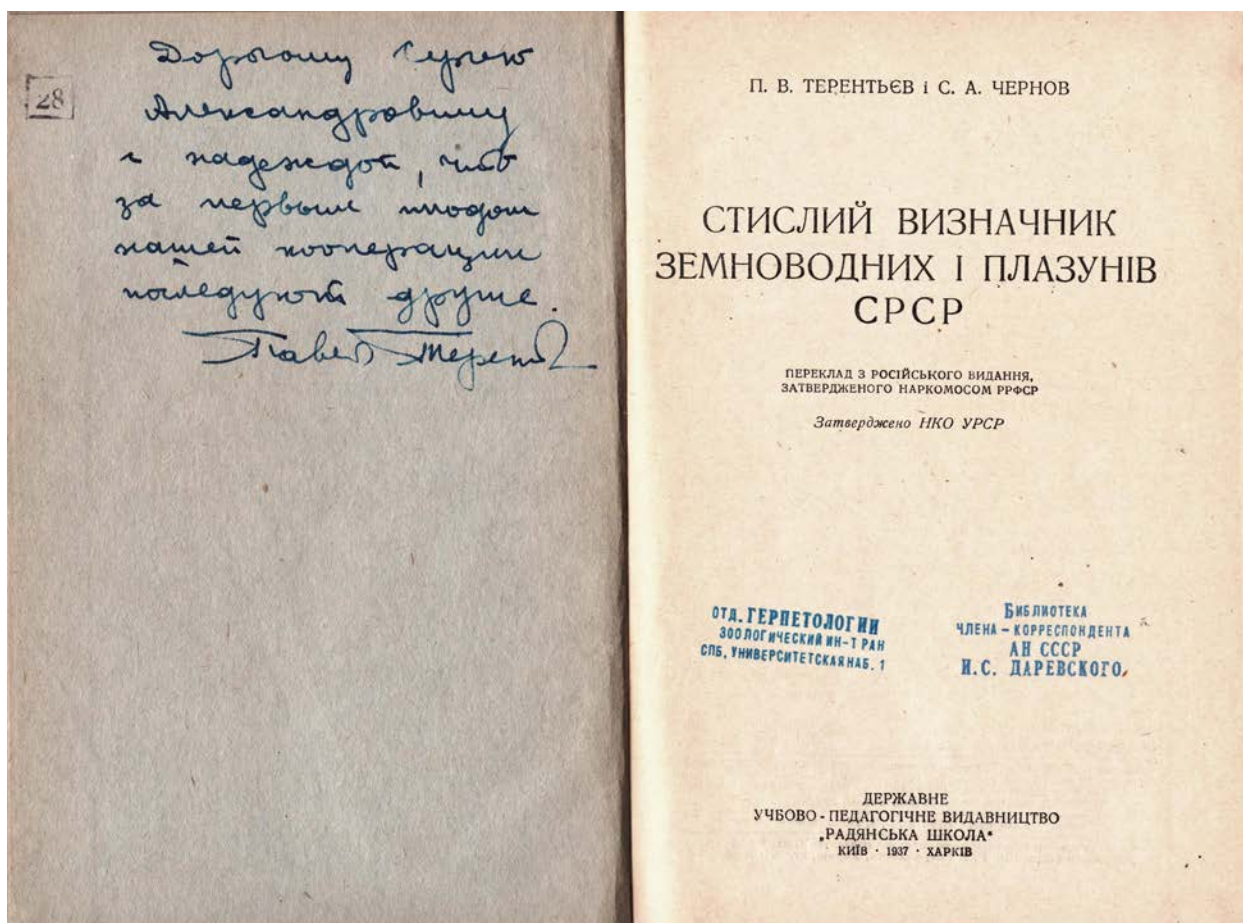 Дорогому Сергею
Александровичу
с надеждой, что
за первым плодом
нашей кооперации
последуют другие.
Павел Терентьев
28
П. В. ТЕРЕНТЬЄВ і С. А. ЧЕРНОВ
СТИСЛИЙ ВИЗНАЧНИК
ЗЕМНОВОДНИХ І ПЛАЗУНІВ
СРСР
ПЕРЕКЛАД З РОСІЙСЬКОГО ВИДАННЯ,
ЗАТВЕРДЖЕНОГО НАРКОМОСОМ РРФСР
Затверджено НКО УРСР
ОТД. ГЕРПЕТОЛОГИИ
ЗООЛОГИЧЕСКИЙ ИН-Т РАН
СПБ, УНИВЕРСИТЕТСКАЯ НАБ. 1
БИБЛИОТЕКА
ЧЛЕНА – КОРРЕСПОНДЕНТА
АН СССР
И.С. ДАРЕВСКОГО
ДЕРЖАВНЕ
УЧБОВО - ПЕДАГОГІЧНЕ ВИДАВНИЦТВО
„РАДЯНСЬКА ШКОЛА"
КИЇВ · 1937 · ХАРКІВ